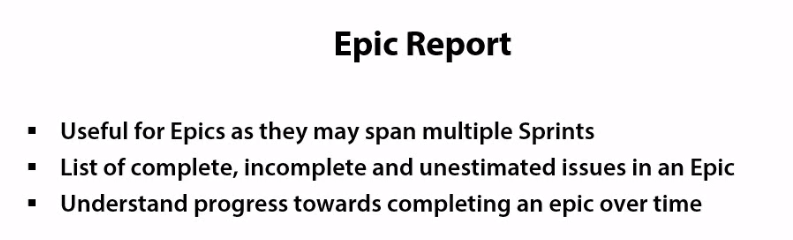 Epic Report
▪ Useful for Epics as they may span multiple Sprints
▪ List of complete, incomplete and unestimated issues in an Epic
▪ Understand progress towards completing an epic over time